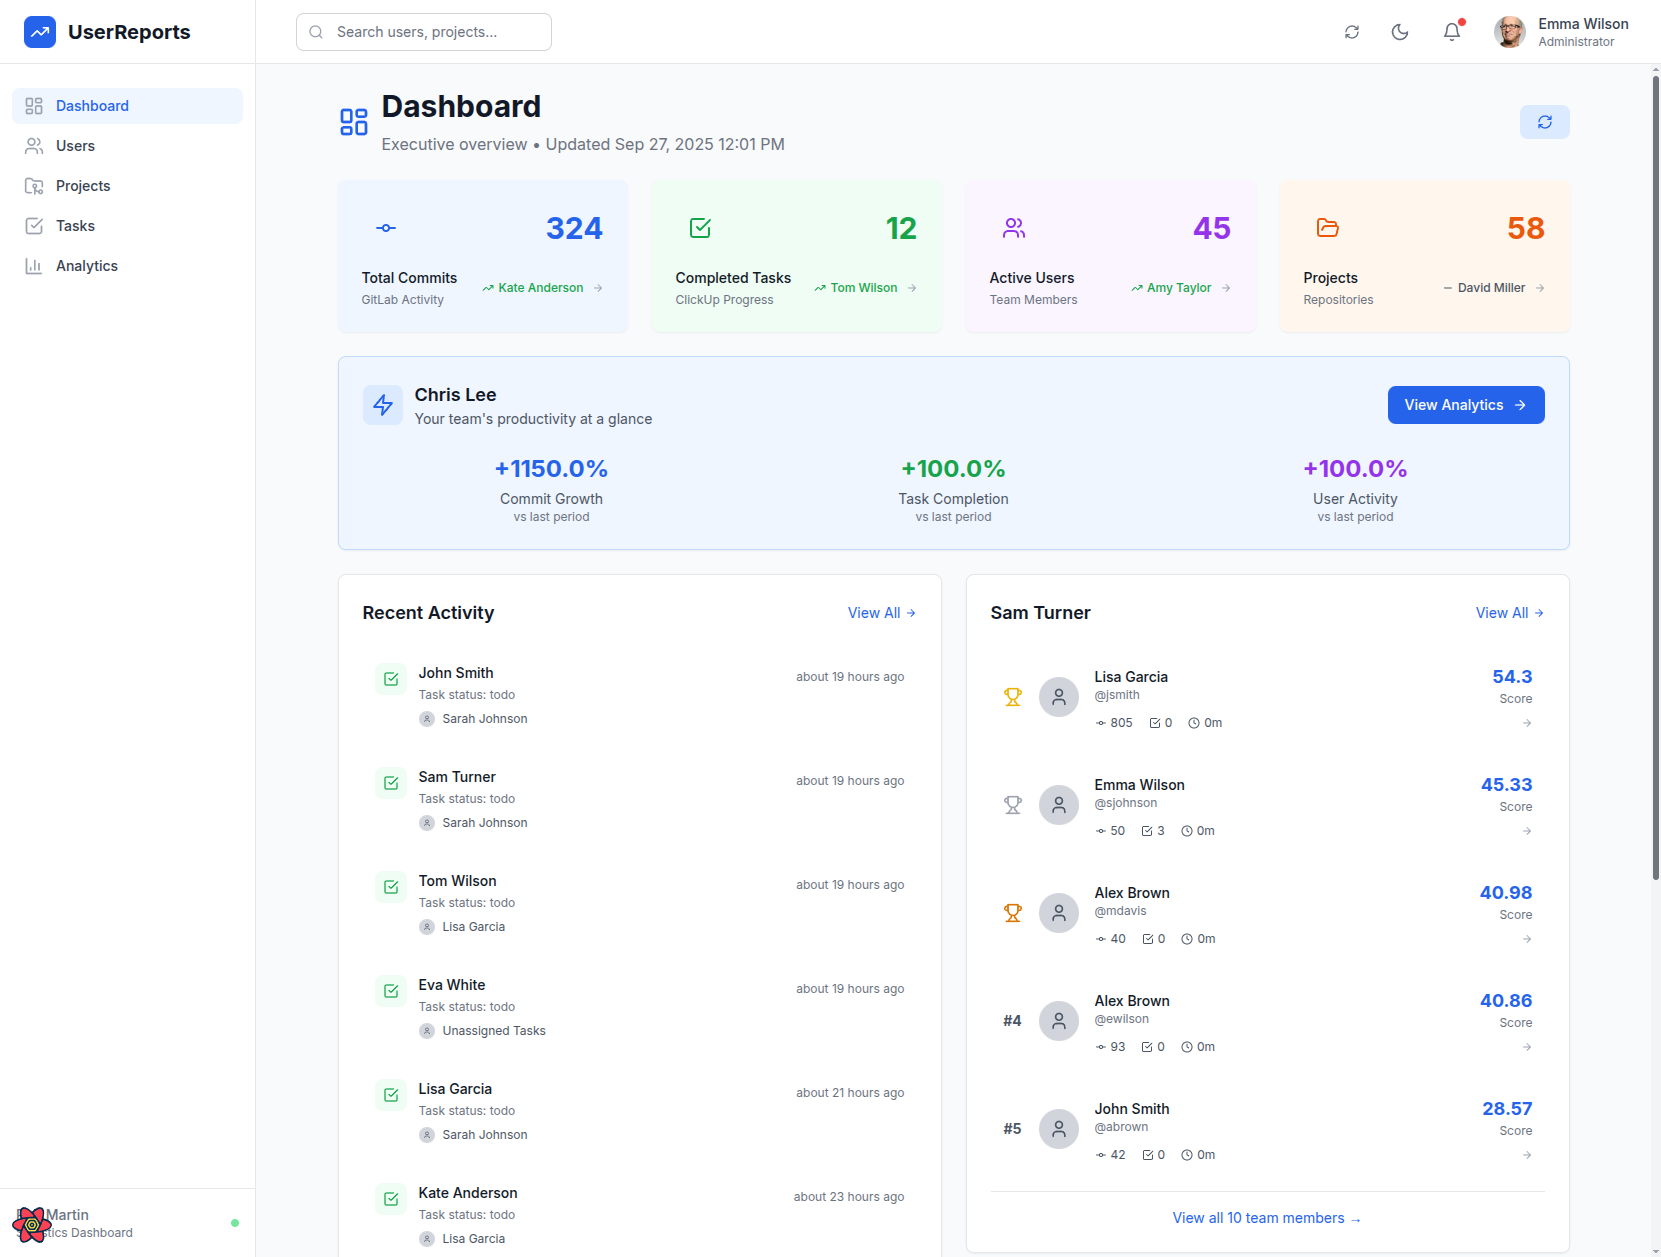 UserReports
Search users, projects...
Emma Wilson
Administrator
Dashboard
Users
Projects
Tasks
Analytics
Dashboard
Executive overview • Updated Sep 27, 2025 12:01 PM
324
Total Commits
GitLab Activity
Kate Anderson
12
Completed Tasks
ClickUp Progress
Tom Wilson
45
Active Users
Team Members
Amy Taylor
58
Projects
Repositories
David Miller
Chris Lee
Your team's productivity at a glance
View Analytics
+1150.0%
Commit Growth
vs last period
+100.0%
Task Completion
vs last period
+100.0%
User Activity
vs last period
Recent Activity
View All
John Smith
about 19 hours ago
Task status: todo
Sarah Johnson
Sam Turner
about 19 hours ago
Task status: todo
Sarah Johnson
Tom Wilson
about 19 hours ago
Task status: todo
Lisa Garcia
Eva White
about 19 hours ago
Task status: todo
Unassigned Tasks
Lisa Garcia
about 21 hours ago
Task status: todo
Sarah Johnson
Kate Anderson
about 23 hours ago
Task status: todo
Lisa Garcia
Sam Turner
View All
Lisa Garcia
@jsmith
805 0 0m
54.3
Score
Emma Wilson
@sjohnson
50 3 0m
45.33
Score
Alex Brown
@mdavis
40 0 0m
40.98
Score
#4
Alex Brown
@ewilson
93 0 0m
40.86
Score
#5
John Smith
@abrown
42 0 0m
28.57
Score
View all 10 team members →
Martin
Dashboard